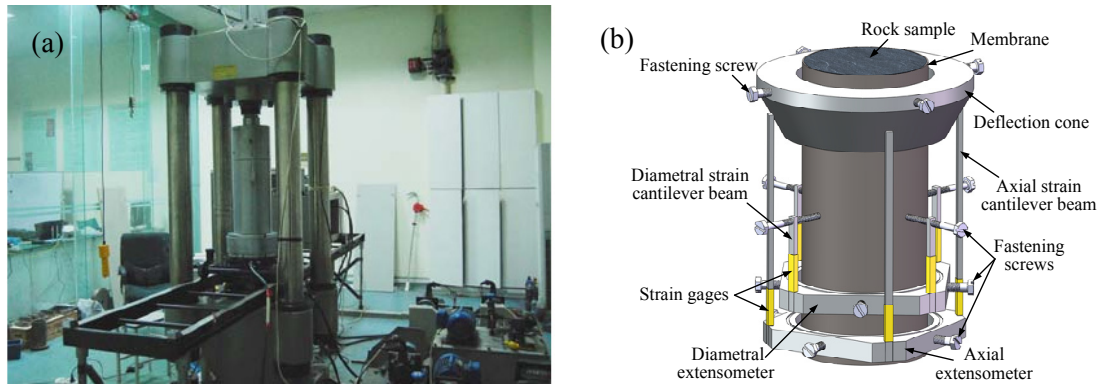 (a)
(b)
Rock sample
Membrane
Fastening screw
Deflection cone
Diametral strain
cantilever beam
Axial strain
cantilever beam
Fastening
screws
Strain gages
Diametral
extensometer
Axial
extensometer